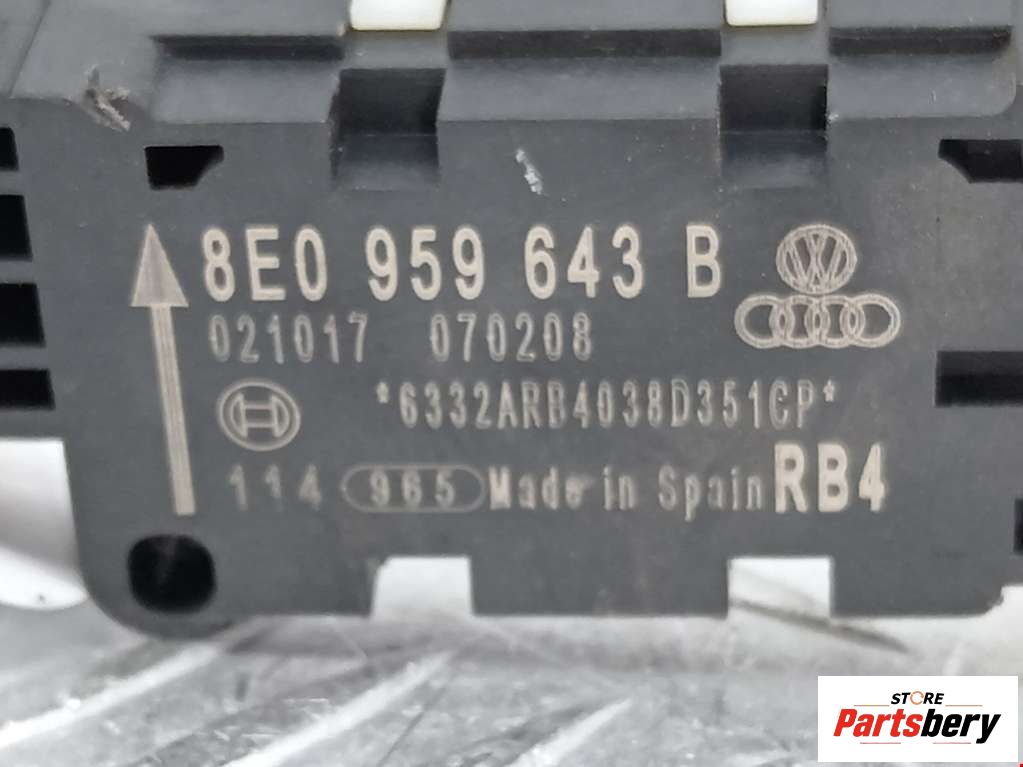 8E0 959 643 B
021017 070208
*6332ARB4038D351CP*
114 965 Made in Spain RB4
STORE
Partsbery